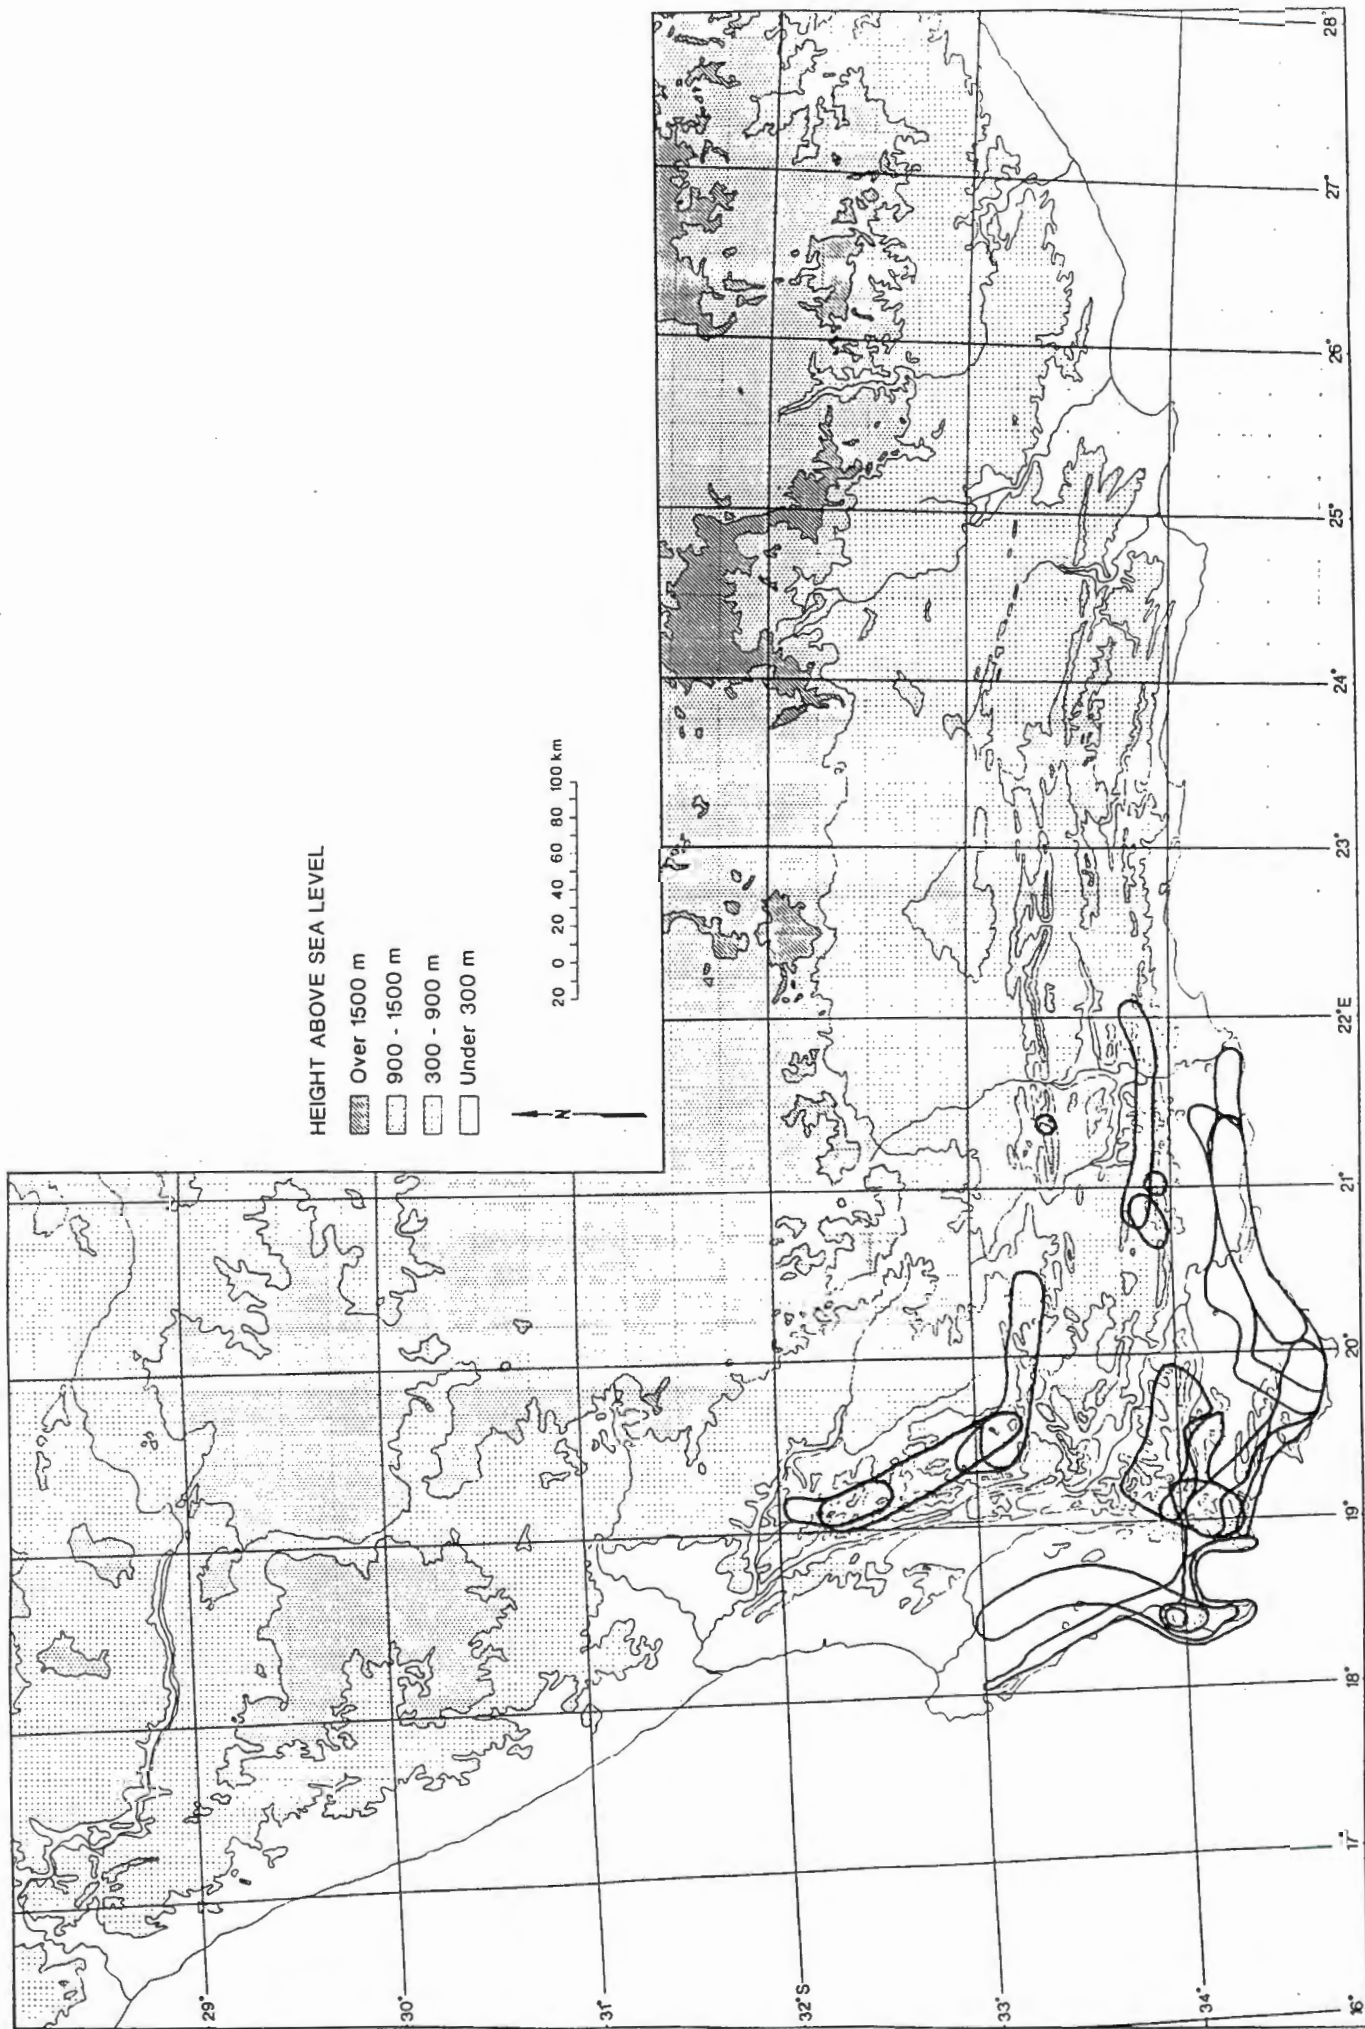 HEIGHT ABOVE SEA LEVEL
Over 1500 m
900 - 1500 m
300 - 900 m
Under 300 m
20 0 20 40 60 80 100 km
N
29°
30°
31°
32°S
33°
34°
16°
17°
18°
19°
20°
21°
22°E
23°
24°
25°
26°
27°
28°